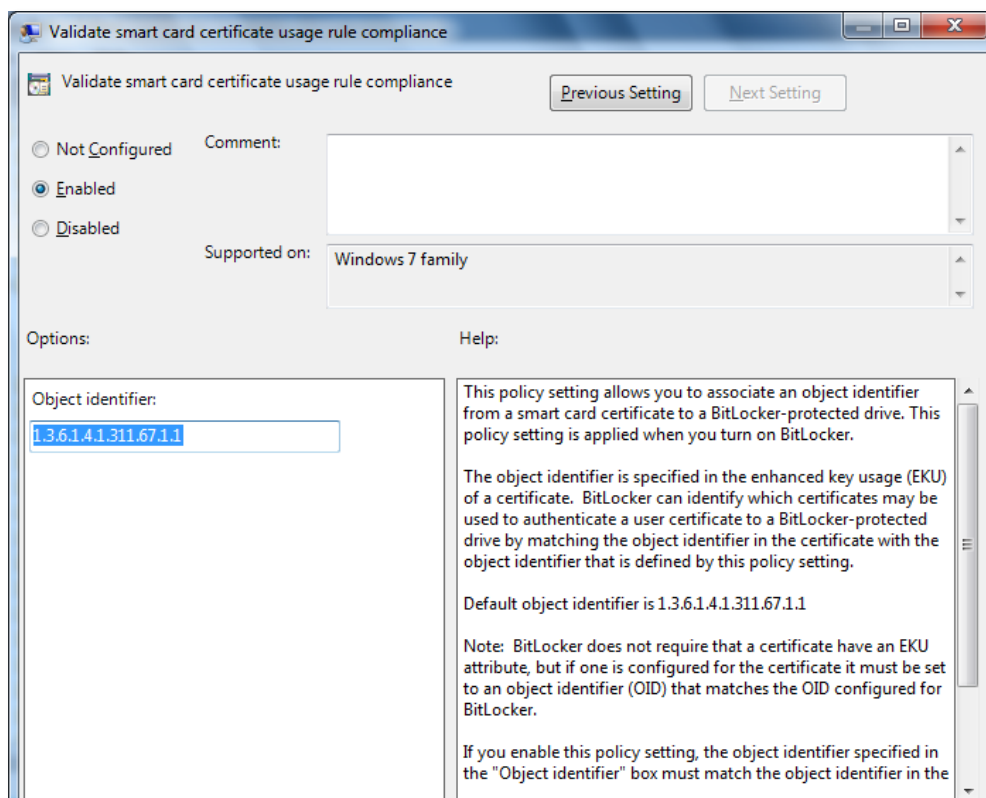 Validate smart card certificate usage rule compliance
Validate smart card certificate usage rule compliance
Previous Setting
Next Setting
Not Configured
Comment:
Enabled
Disabled
Supported on:
Windows 7 family
Options:
Help:
Object identifier:
1.3.6.1.4.1.311.67.1.1
This policy setting allows you to associate an object identifier
from a smart card certificate to a BitLocker-protected drive. This
policy setting is applied when you turn on BitLocker.
The object identifier is specified in the enhanced key usage (EKU)
of a certificate.  BitLocker can identify which certificates may be
used to authenticate a user certificate to a BitLocker-protected
drive by matching the object identifier in the certificate with the
object identifier that is defined by this policy setting.
Default object identifier is 1.3.6.1.4.1.311.67.1.1
Note:  BitLocker does not require that a certificate have an EKU
attribute, but if one is configured for the certificate it must be set
to an object identifier (OID) that matches the OID configured for
BitLocker.
If you enable this policy setting, the object identifier specified in
the "Object identifier" box must match the object identifier in the